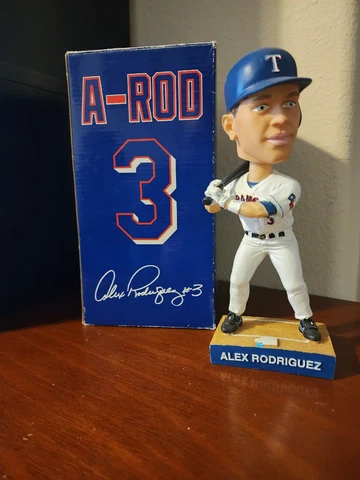 A-ROD
3
Alex Rodriguez #3
T
3
ALEX RODRIGUEZ